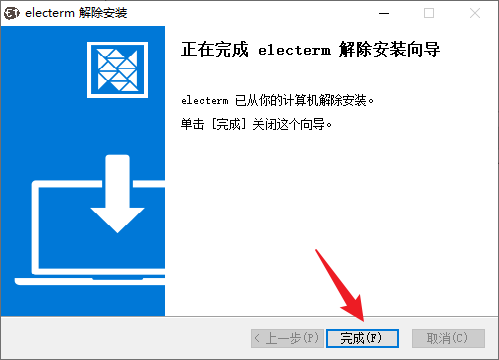 electerm 解除安装
正在完成 electerm 解除安装向导
electerm 已从你的计算机解除安装。
单击 [完成] 关闭这个向导。
< 上一步(P)
完成(F)
取消(C)